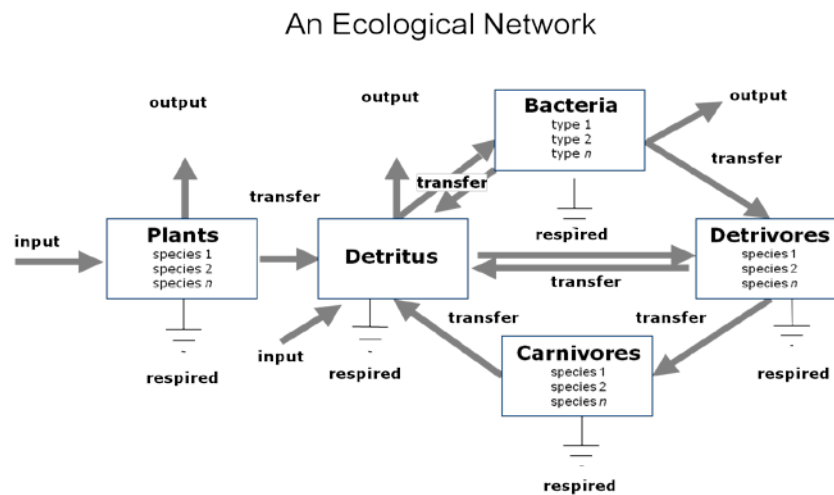 An Ecological Network
output
output
Bacteria
type 1
type 2
type n
output
transfer
transfer
transfer
input
Plants
species 1
species 2
species n
Detritus
respired
transfer
Detrivores
species 1
species 2
species n
input
respired
respired
transfer
transfer
Carnivores
species 1
species 2
species n
respired
respired